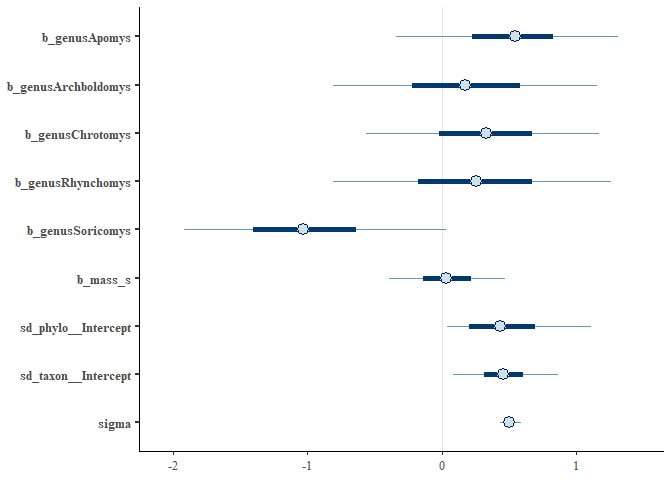 b_genusApomys
b_genusArchboldomys
b_genusChrotomys
b_genusRhynchomys
b_genusSoricomys
b_mass_s
sd_phylo__Intercept
sd_taxon__Intercept
sigma
-2 -1 0 1